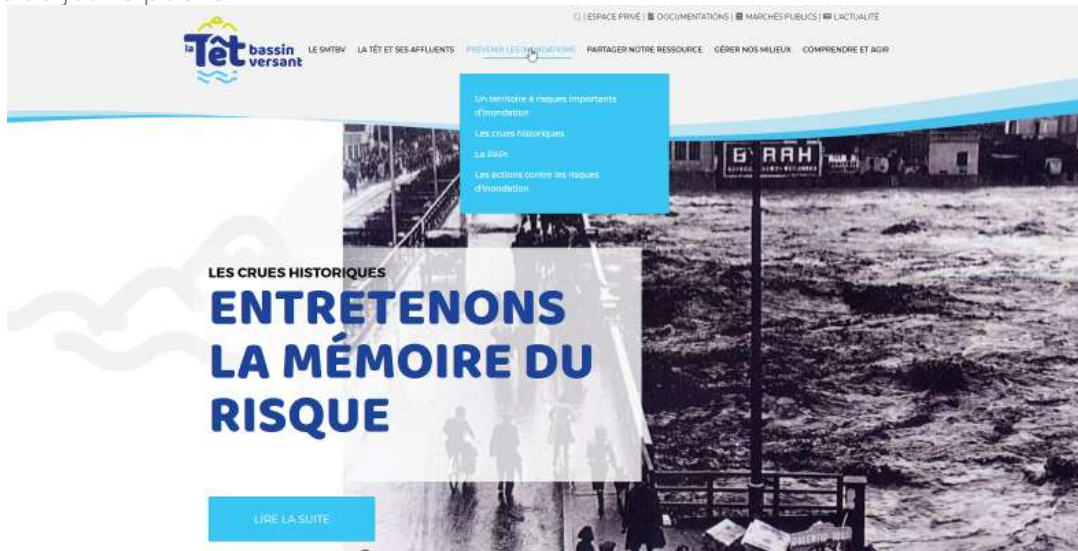 | ESPACE PRIVÉ | DOCUMENTATIONS | MARCHÉS PUBLICS | L'ACTUALITÉ
la Têt bassin versant
LE SMTBV LA TÊT ET SES AFFLUENTS PRÉVENIR LES INONDATIONS PARTAGER NOTRE RESSOURCE GÉRER NOS MILIEUX COMPRENDRE ET AGIR
Un territoire à risques importants
d'inondation
Les crues historiques
Le PAPI
Les actions contre les risques
d'inondation
LES CRUES HISTORIQUES
ENTRETENONS
LA MÉMOIRE DU
RISQUE
LIRE LA SUITE